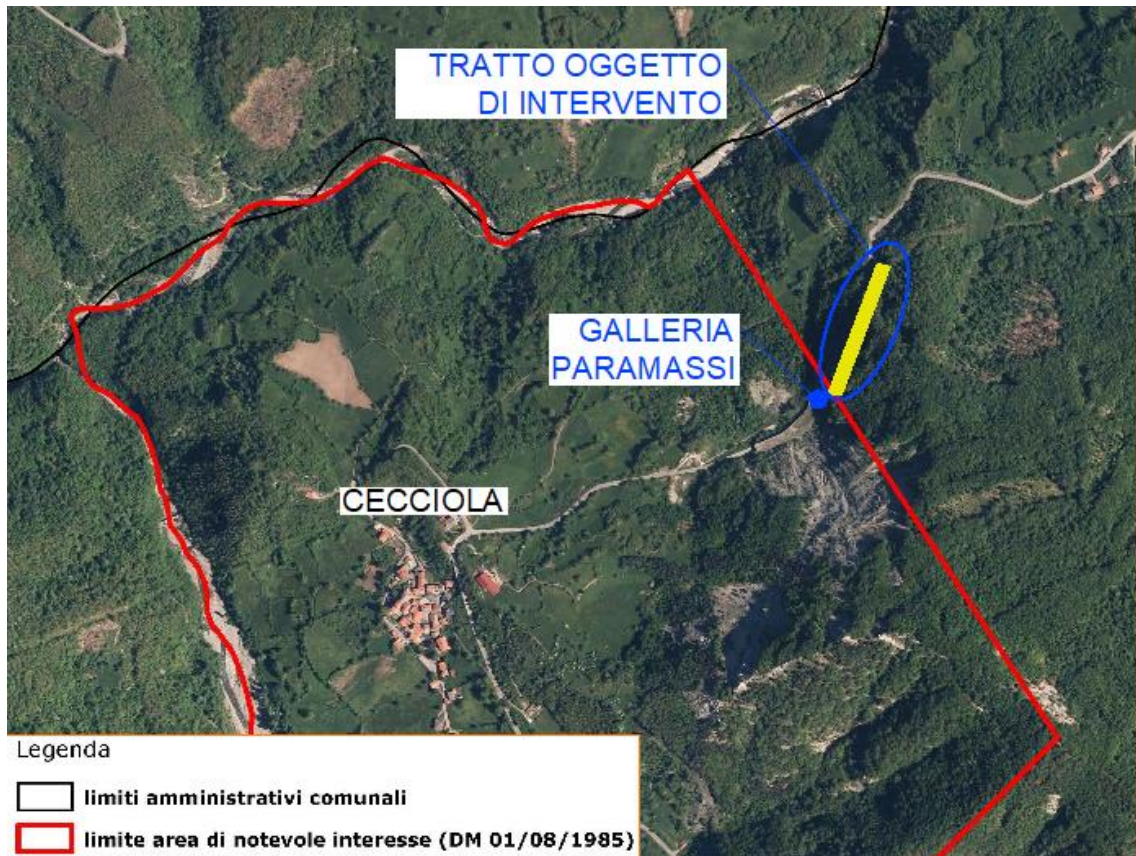 TRATTO OGGETTO
DI INTERVENTO
GALLERIA
PARAMASSI
CECCIOLA
Legenda
limiti amministrativi comunali
limite area di notevole interesse (DM 01/08/1985)